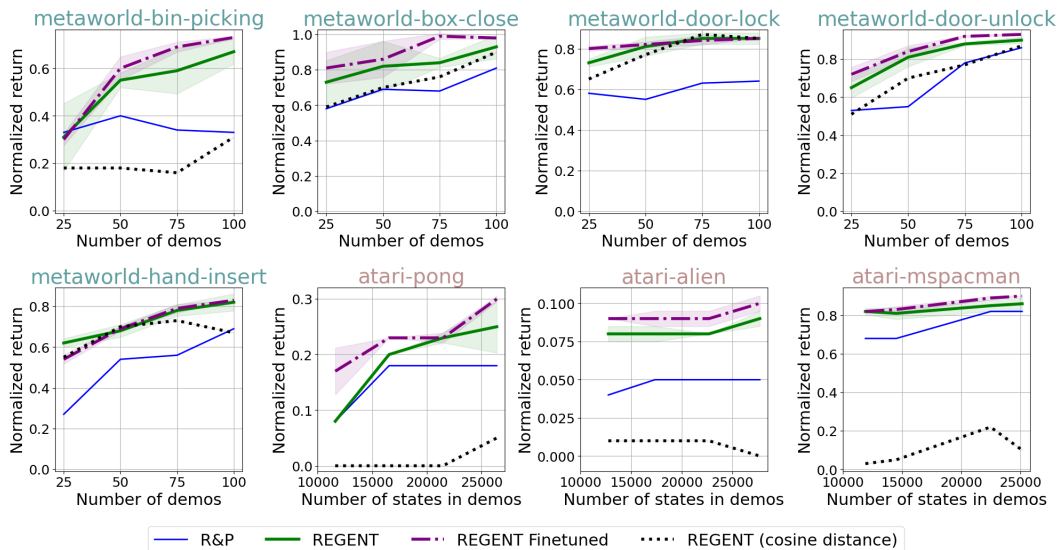 metaworld-bin-picking
metaworld-box-close
metaworld-door-lock
metaworld-door-unlock
Normalized return
0.6
0.4
0.2
0.0
25 50 75 100
Number of demos
Normalized return
1.0
0.8
0.6
0.4
0.2
0.0
25 50 75 100
Number of demos
Normalized return
0.8
0.6
0.4
0.2
0.0
25 50 75 100
Number of demos
Normalized return
0.8
0.6
0.4
0.2
0.0
25 50 75 100
Number of demos
metaworld-hand-insert
atari-pong
atari-alien
atari-mspacman
Normalized return
0.8
0.6
0.4
0.2
0.0
25 50 75 100
Number of demos
Normalized return
0.3
0.2
0.1
0.0
10000 15000 20000 25000
Number of states in demos
Normalized return
0.100
0.075
0.050
0.025
0.000
10000 15000 20000 25000
Number of states in demos
Normalized return
0.8
0.6
0.4
0.2
0.0
10000 15000 20000 25000
Number of states in demos
R&P REGENT REGENT Finetuned REGENT (cosine distance)